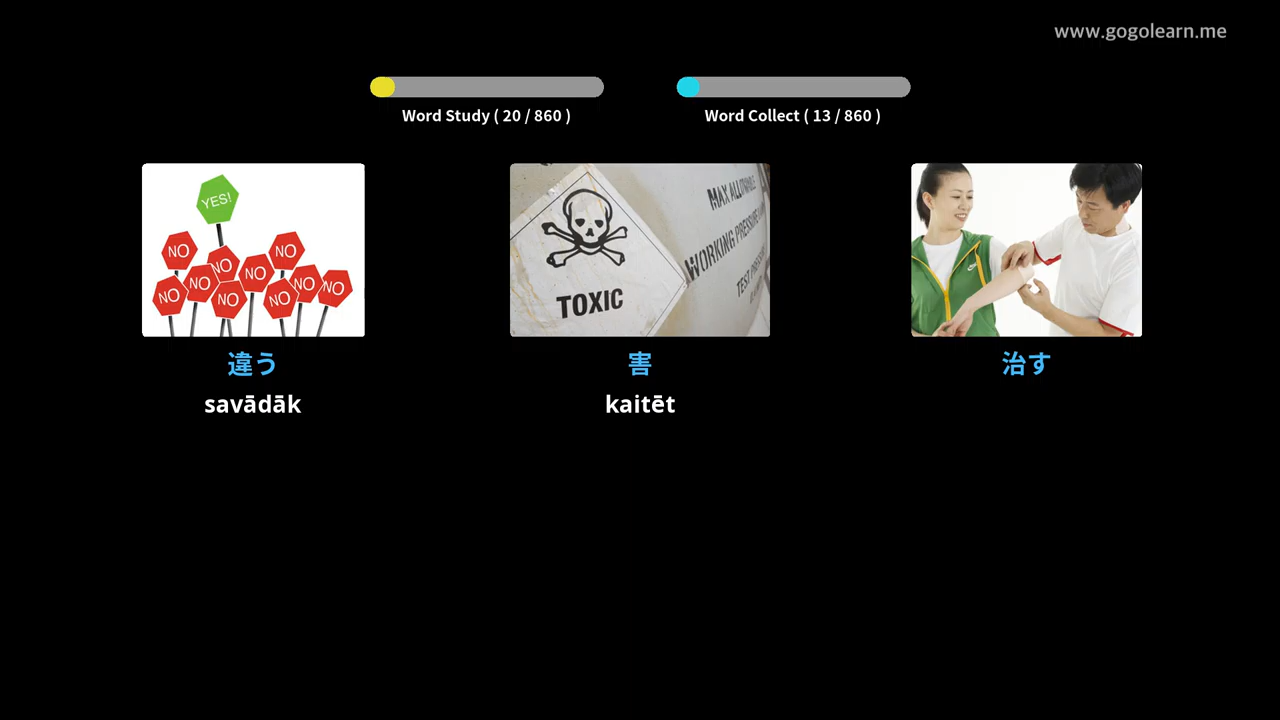 www.gogolearn.me
Word Study ( 20 / 860 )
Word Collect ( 13 / 860 )
YES!
NO
NO
NO
NO
NO
NO
NO
NO
NO
NO
TOXIC
MAX ALLOWABLE
WORKING PRESSURE
TEST PRESS
違う
害
治す
savādāk
kaitēt